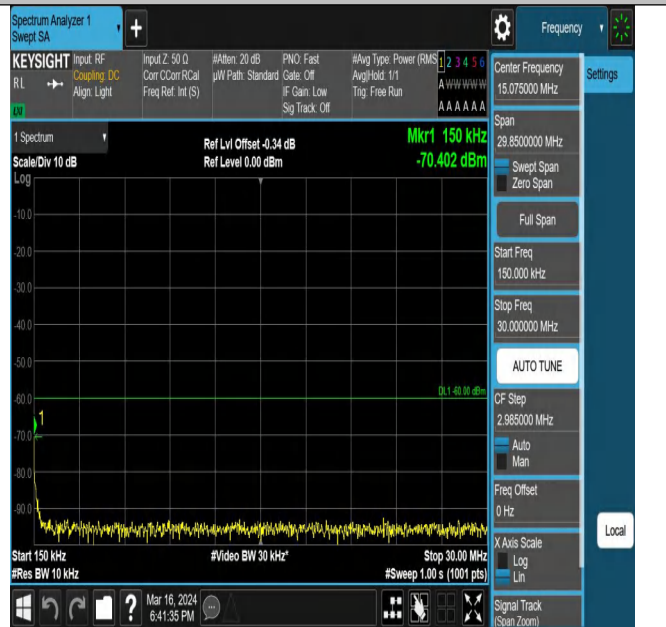 Spectrum Analyzer 1
Swept SA
+
Frequency
KEYSIGHT
RL
LXI
Input: RF
Coupling: DC
Align: Light
Input Z: 50 Ω
Corr CCorr RCal
Freq Ref: Int (S)
#Atten: 20 dB
µW Path: Standard
PNO: Fast
Gate: Off
IF Gain: Low
Sig Track: Off
#Avg Type: Power (RMS
Avg|Hold: 1/1
Trig: Free Run
1 2 3 4 5 6
A W W W W W
A A A A A A
1 Spectrum
Scale/Div 10 dB
Log
Ref Lvl Offset -0.34 dB
Ref Level 0.00 dBm
Mkr1 150 kHz
-70.402 dBm
-10.0
-20.0
-30.0
-40.0
-50.0
DL1 -60.00 dBm
-60.0
1
-70.0
-80.0
-90.0
Start 150 kHz
#Res BW 10 kHz
#Video BW 30 kHz*
Stop 30.00 MHz
#Sweep 1.00 s (1001 pts)
?
Mar 16, 2024
6:41:35 PM
Center Frequency
15.075000 MHz
Settings
Span
29.8500000 MHz
Swept Span
Zero Span
Full Span
Start Freq
150.000 kHz
Stop Freq
30.000000 MHz
AUTO TUNE
CF Step
2.985000 MHz
Auto
Man
Freq Offset
0 Hz
Local
X Axis Scale
Log
Lin
Signal Track
(Span Zoom)